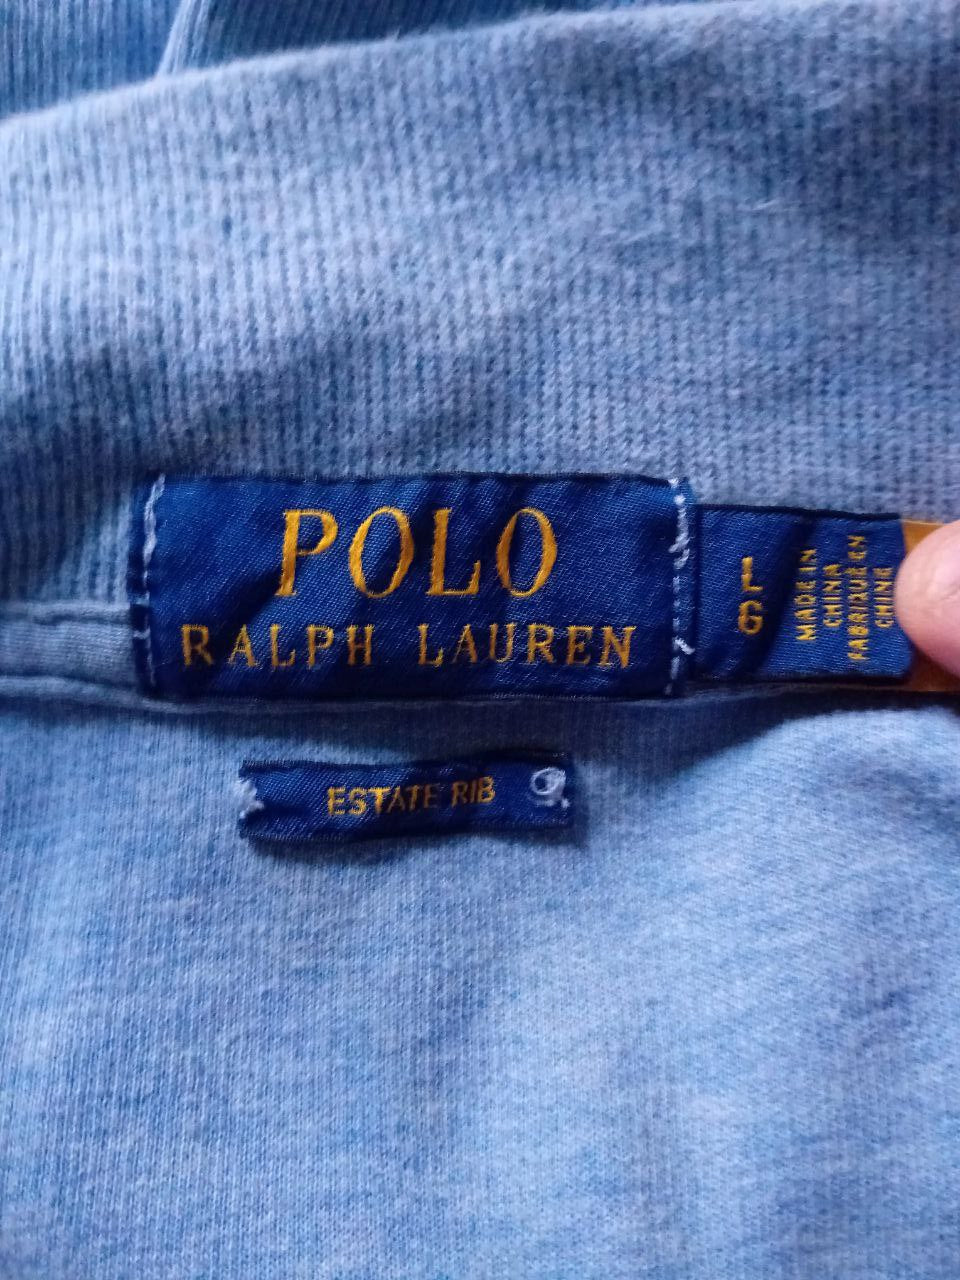 POLO
RALPH LAUREN
L
G
MADE IN
CHINA
FABRIQUÉ EN
CHINE
ESTATE RIB